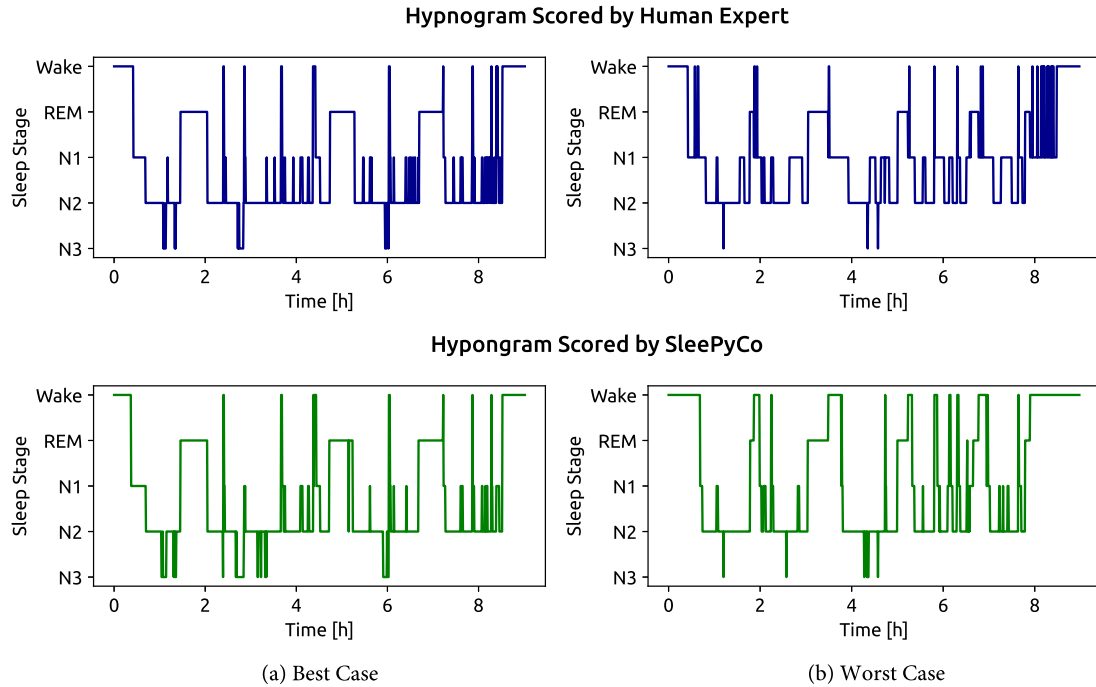 Hypnogram Scored by Human Expert
Wake
REM
N1
N2
N3
Sleep Stage
0 2 4 6 8
Time [h]
Wake
REM
N1
N2
N3
Sleep Stage
0 2 4 6 8
Time [h]
Hypongram Scored by SleePyCo
Wake
REM
N1
N2
N3
Sleep Stage
0 2 4 6 8
Time [h]
(a) Best Case
Wake
REM
N1
N2
N3
Sleep Stage
0 2 4 6 8
Time [h]
(b) Worst Case